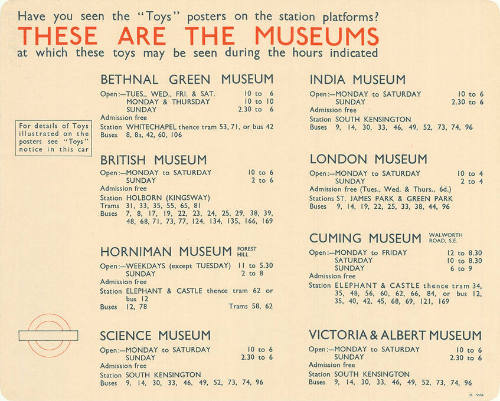 Have you seen the "Toys" posters on the station platforms?
THESE ARE THE MUSEUMS
at which these toys may be seen during the hours indicated
For details of Toys
illustrated on the
posters see "Toys"
notice in this car
BETHNAL GREEN MUSEUM
Open:—TUES., WED., FRI. & SAT. 10 to 6
MONDAY & THURSDAY 10 to 10
SUNDAY 2.30 to 6
Admission free
Station WHITECHAPEL thence tram 53, 71, or bus 42
Buses 8, 8A, 42, 60, 106
BRITISH MUSEUM
Open:—MONDAY to SATURDAY 10 to 6
SUNDAY 2 to 6
Admission free
Station HOLBORN (KINGSWAY)
Trams 31, 33, 35, 55, 65, 81
Buses 7, 8, 17, 19, 22, 23, 24, 25, 29, 38, 39,
48, 68, 71, 73, 77, 124, 134, 135, 166, 169
HORNIMAN MUSEUM FOREST
HILL
Open:—WEEKDAYS (except TUESDAY) 11 to 5.30
SUNDAY 2 to 8
Admission free
Station ELEPHANT & CASTLE thence tram 62 or
bus 12
Buses 12, 78 Trams 58, 62
SCIENCE MUSEUM
Open:—MONDAY to SATURDAY 10 to 6
SUNDAY 2.30 to 6
Admission free
Station SOUTH KENSINGTON
Buses 9, 14, 30, 33, 46, 49, 52, 73, 74, 96
INDIA MUSEUM
Open:—MONDAY to SATURDAY 10 to 6
SUNDAY 2.30 to 6
Admission free
Station SOUTH KENSINGTON
Buses 9, 14, 30, 33, 46, 49, 52, 73, 74, 96
LONDON MUSEUM
Open:—MONDAY to SATURDAY 10 to 4
SUNDAY 2 to 4
Admission free (Tues., Wed. & Thurs., 6d.)
Stations ST. JAMES PARK & GREEN PARK
Buses 9, 14, 19, 22, 25, 33, 38, 44, 96
CUMING MUSEUM WALWORTH
ROAD, S.E.
Open:—MONDAY to FRIDAY 12 to 8.30
SATURDAY 10 to 8.30
SUNDAY 6 to 9
Admission free
Station ELEPHANT & CASTLE thence tram 34,
35, 48, 56, 60, 62, 66, 84, or bus 12,
35, 40, 42, 45, 68, 69, 121, 169
VICTORIA & ALBERT MUSEUM
Open:—MONDAY to SATURDAY 10 to 6
SUNDAY 2.30 to 6
Admission free
Station SOUTH KENSINGTON
Buses 9, 14, 30, 33, 46, 49, 52, 73, 74, 96